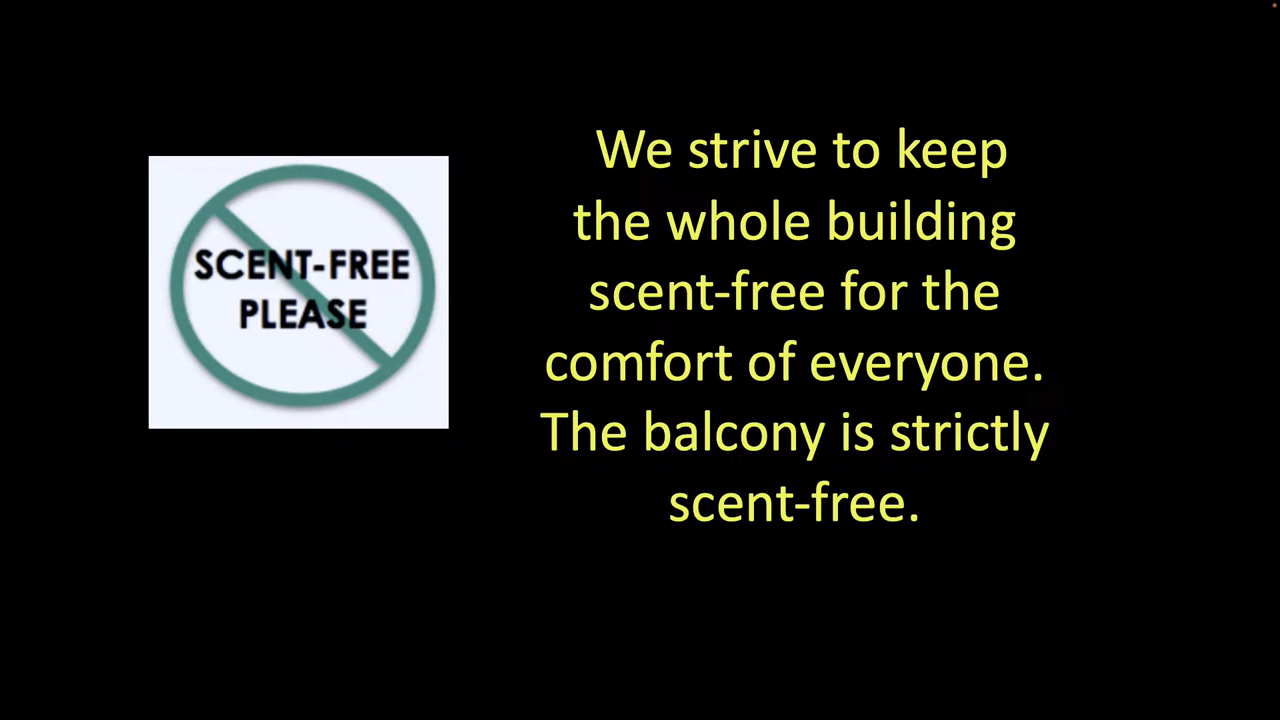 SCENT-FREE
PLEASE
We strive to keep
the whole building
scent-free for the
comfort of everyone.
The balcony is strictly
scent-free.